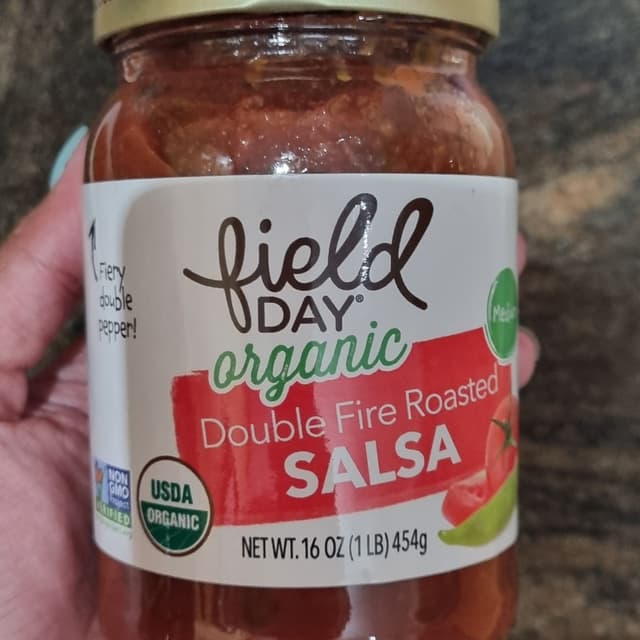 field
DAY®
organic
Double Fire Roasted
SALSA
Fiery
double
pepper!
NON
GMO
USDA
ORGANIC
NET WT. 16 OZ (1 LB) 454g